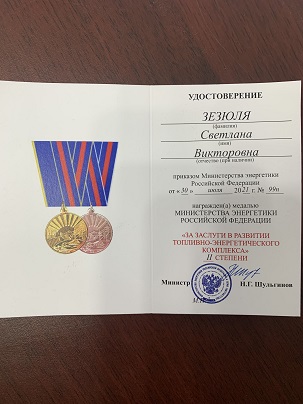 УДОСТОВЕРЕНИЕ
ЗЕЗЮЛЯ
(фамилия)
Светлана
(имя)
Викторовна
(отчество (при наличии)
приказом Министерства энергетики
Российской Федерации
от «30» июля 2021 г. № 99п
награжден(а) медалью
МИНИСТЕРСТВА ЭНЕРГЕТИКИ
РОССИЙСКОЙ ФЕДЕРАЦИИ
«ЗА ЗАСЛУГИ В РАЗВИТИИ
ТОПЛИВНО-ЭНЕРГЕТИЧЕСКОГО
КОМПЛЕКСА»
II СТЕПЕНИ
Министр Н.Г. Шульгинов
М.П.